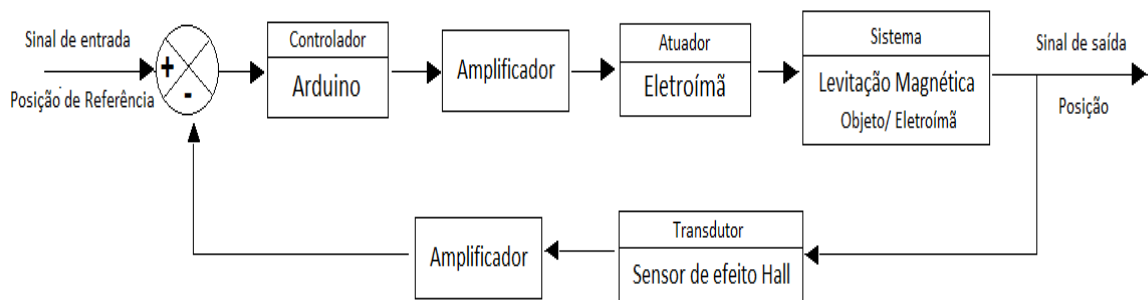 Sinal de entrada
Posição de Referência
+
-
Controlador
Arduino
Amplificador
Atuador
Eletroímã
Sistema
Levitação Magnética
Objeto/ Eletroímã
Sinal de saída
Posição
Amplificador
Transdutor
Sensor de efeito Hall